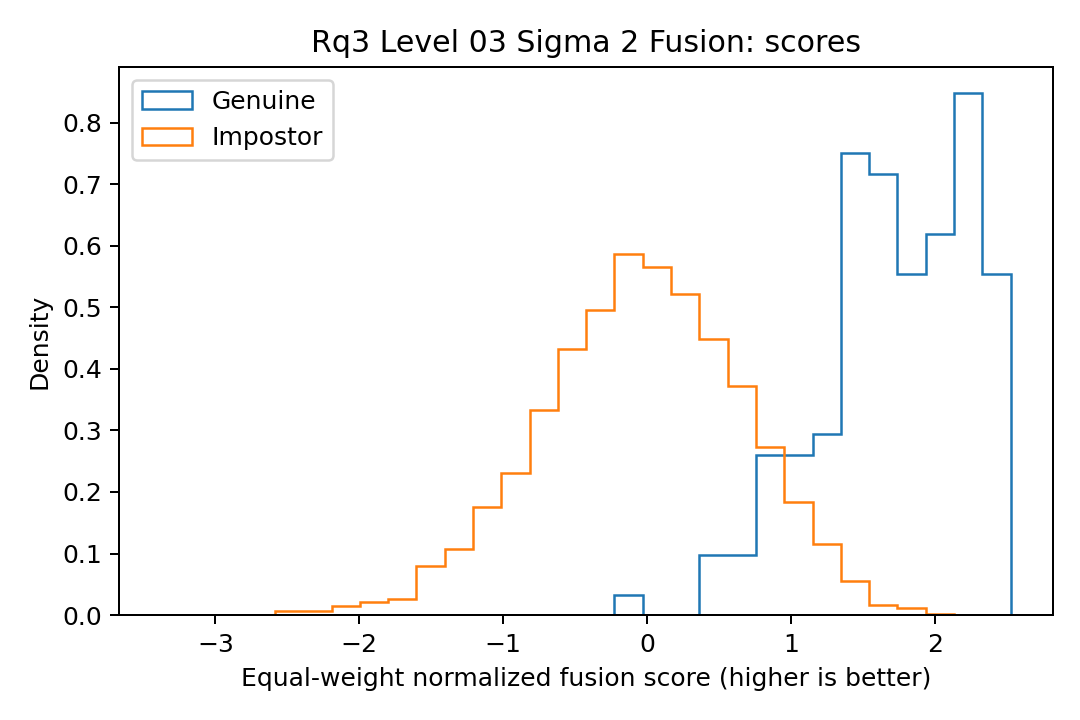 Rq3 Level 03 Sigma 2 Fusion: scores
Genuine
Impostor
Density
0.8
0.7
0.6
0.5
0.4
0.3
0.2
0.1
0.0
−3 −2 −1 0 1 2
Equal-weight normalized fusion score (higher is better)